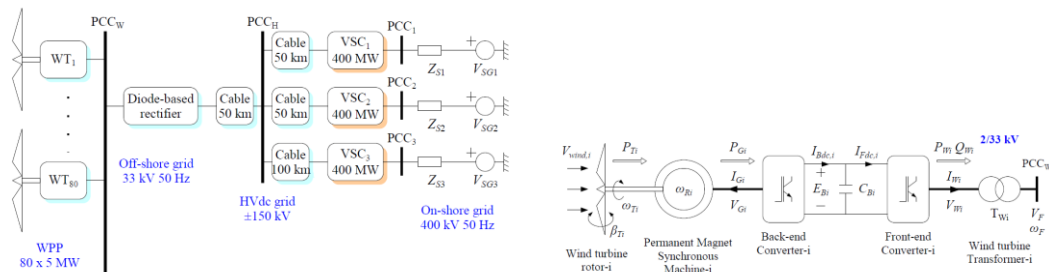 PCC_W
PCC_H
WT_1
WT_80
Diode-based
rectifier
Cable
50 km
Cable
50 km
Cable
50 km
Cable
100 km
VSC_1
400 MW
VSC_2
400 MW
VSC_3
400 MW
PCC_1
PCC_2
PCC_3
Z_S1
Z_S2
Z_S3
+
V_SG1
+
V_SG2
+
V_SG3
Off-shore grid
33 kV 50 Hz
WPP
80 x 5 MW
HVdc grid
±150 kV
On-shore grid
400 kV 50 Hz
V_wind,i
P_Ti
ω_Ti
β_Ti
Wind turbine
rotor-i
ω_Ri
Permanent Magnet
Synchronous
Machine-i
P_Gi
I_Gi
V_Gi
Back-end
Converter-i
I_Bdc,i
I_Fdc,i
+
E_Bi
−
C_Bi
Front-end
Converter-i
P_Wi Q_Wi
I_Wi
V_Wi
2/33 kV
T_Wi
Wind turbine
Transformer-i
PCC_W
V_F
ω_F